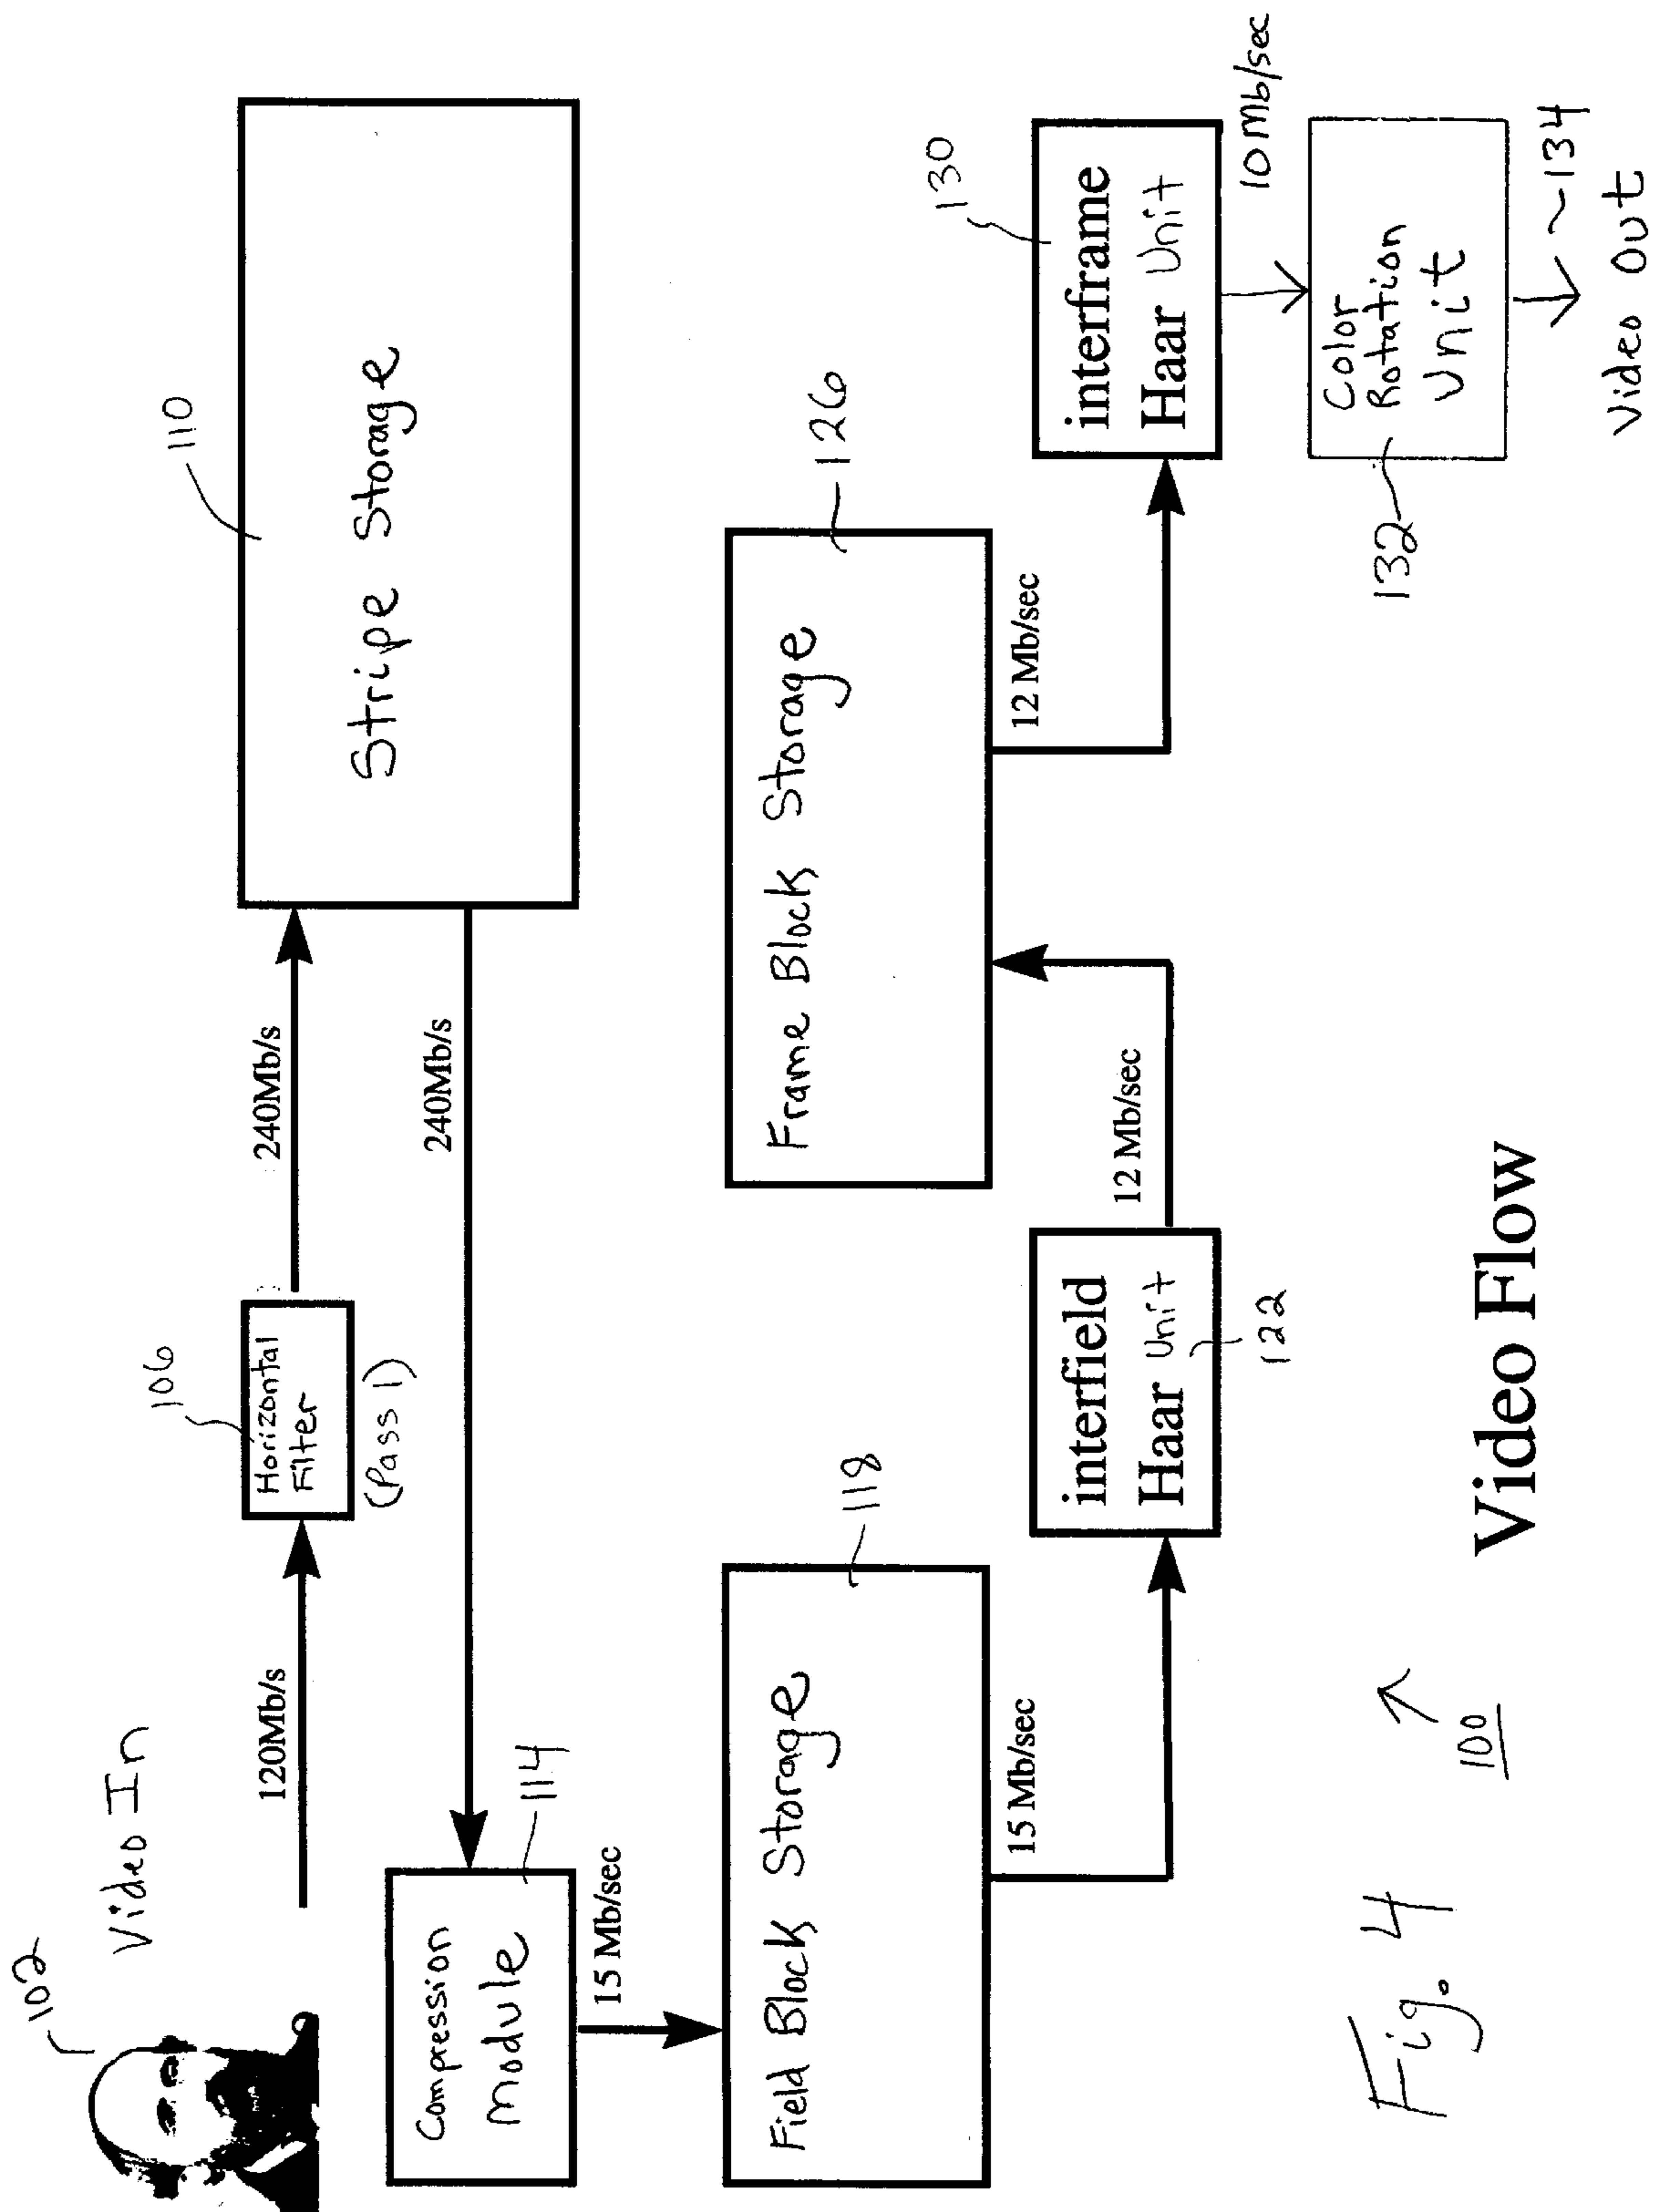 102
Video In
120Mb/s
106
Horizontal
Filter
(Pass 1)
240Mb/s
110
Stripe Storage
240Mb/s
Compression
Module
114
15 Mb/sec
Field Block Storage
118
15 Mb/sec
interfield
Haar Unit
122
12 Mb/sec
Frame Block Storage
126
12 Mb/sec
interframe
Haar Unit
130
10 Mb/sec
Color
Rotation
Unit
132
134
Video Out
Fig. 4
100
Video Flow